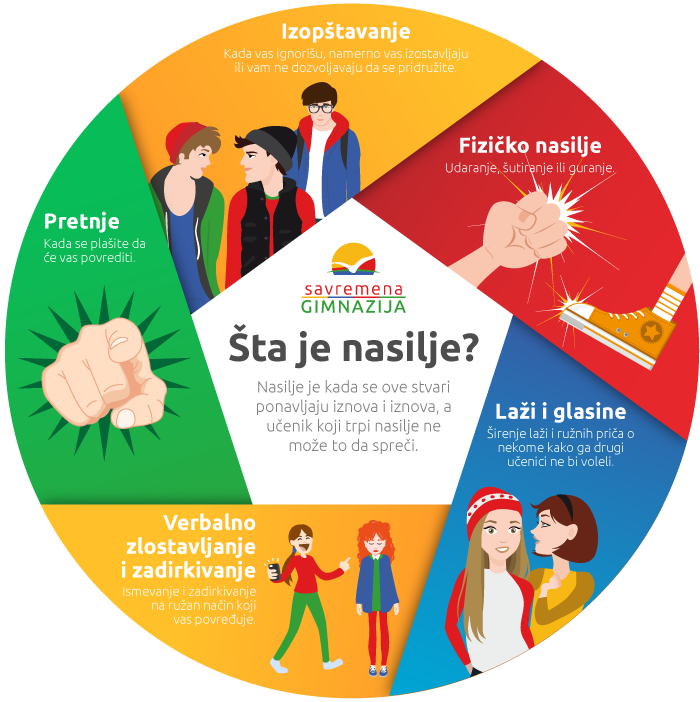 Izopštavanje
Kada vas ignorišu, namerno vas izostavljaju
ili vam ne dozvoljavaju da se pridružite.
Fizičko nasilje
Udaranje, šutiranje ili guranje.
Pretnje
Kada se plašite da
će vas povrediti.
savremena
GIMNAZIJA
Šta je nasilje?
Nasilje je kada se ove stvari
ponavljaju iznova i iznova, a
učenik koji trpi nasilje ne
može to da spreči.
Laži i glasine
Širenje laži i ružnih priča o
nekome kako ga drugi
učenici ne bi voleli.
Verbalno
zlostavljanje
i zadirkivanje
Ismevanje i zadirkivanje
na ružan način koji
vas povređuje.